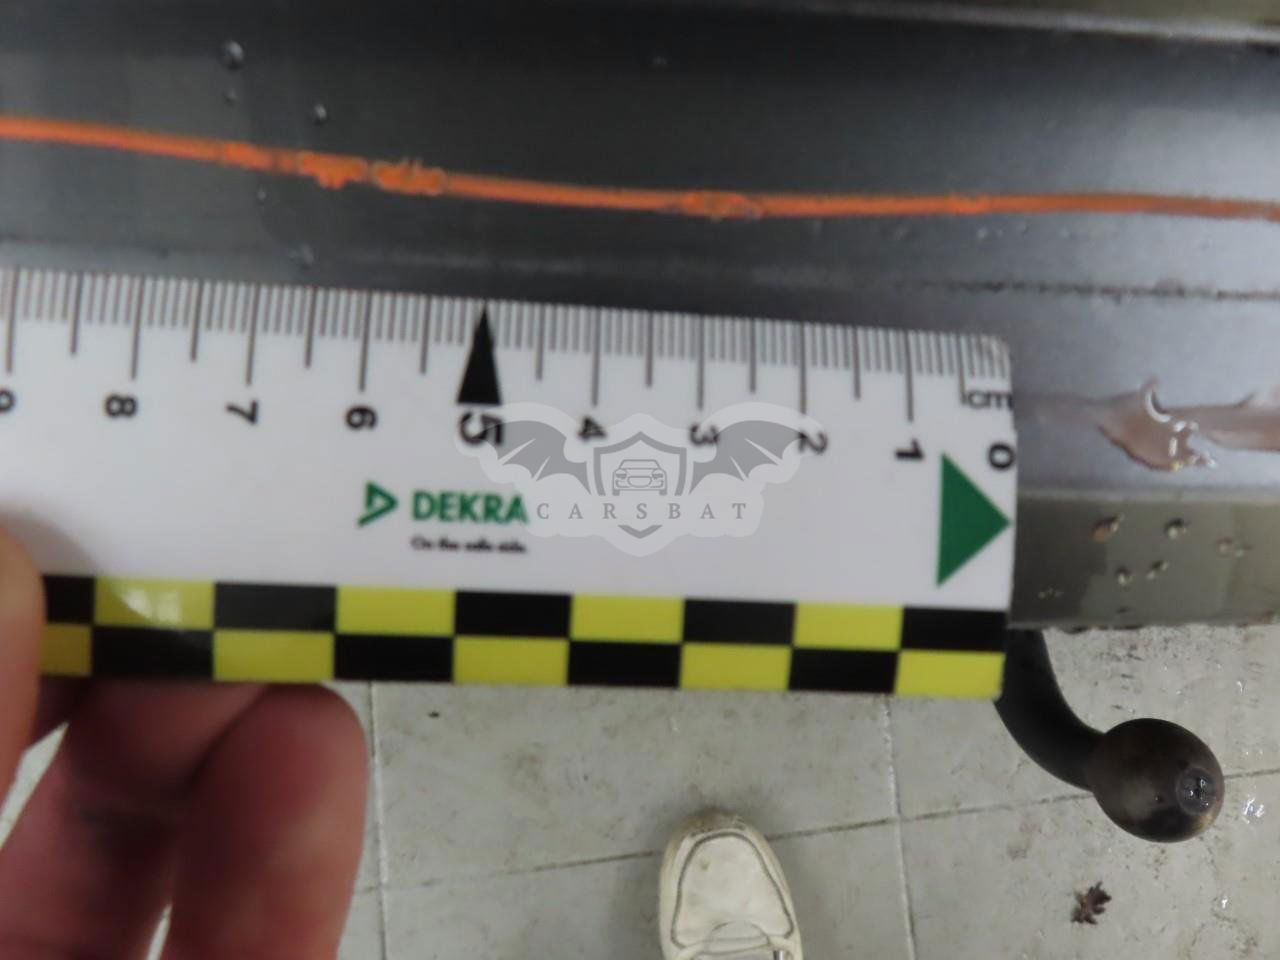 9 8 7 6 5 4 3 2 1 0
cm
DEKRA
On the safe side.
CARSBAT